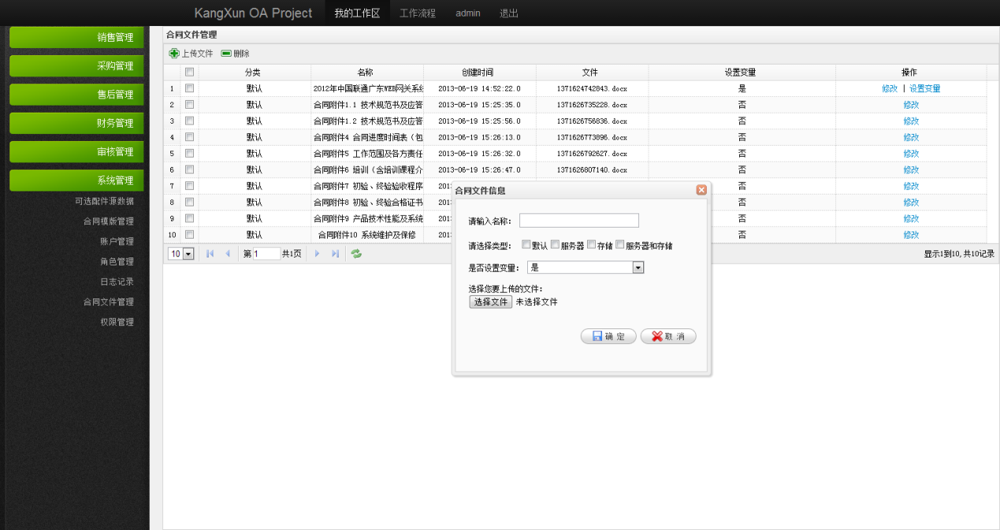 KangXun OA Project 我的工作区 工作流程 admin 退出
销售管理
采购管理
售后管理
财务管理
审核管理
系统管理
可选配件源数据
合同模版管理
账户管理
角色管理
日志记录
合同文件管理
权限管理
合同文件管理
上传文件 删除
分类 名称 创建时间 文件 设置变量 操作
1 默认 2012年中国联通广东WEB网关系统 2013-06-19 14:52:22.0 1371624742843.docx 是 修改 | 设置变量
2 默认 合同附件1.1 技术规范书及应答 2013-06-19 15:25:35.0 1371626735228.docx 否 修改
3 默认 合同附件1.2 技术规范书及应答 2013-06-19 15:25:56.0 1371626756836.docx 否 修改
4 默认 合同附件4 合同进度时间表（包 2013-06-19 15:26:13.0 1371626773896.docx 否 修改
5 默认 合同附件5 工作范围及各方责任 2013-06-19 15:26:32.0 1371626792627.docx 否 修改
6 默认 合同附件6 培训（含培训课程介 2013-06-19 15:26:47.0 1371626807140.docx 否 修改
7 默认 合同附件7 初验、终验验收程序 201 否 修改
8 默认 合同附件8 初验、终验合格证书 201 否 修改
9 默认 合同附件9 产品技术性能及系统 201 否 修改
10 默认 合同附件10 系统维护及保修 201 否 修改
10 第 1 共1页 显示1到10, 共10记录
合同文件信息
请输入名称：
请选择类型： 默认 服务器 存储 服务器和存储
是否设置变量： 是
选择您要上传的文件：
选择文件 未选择文件
确 定 取 消